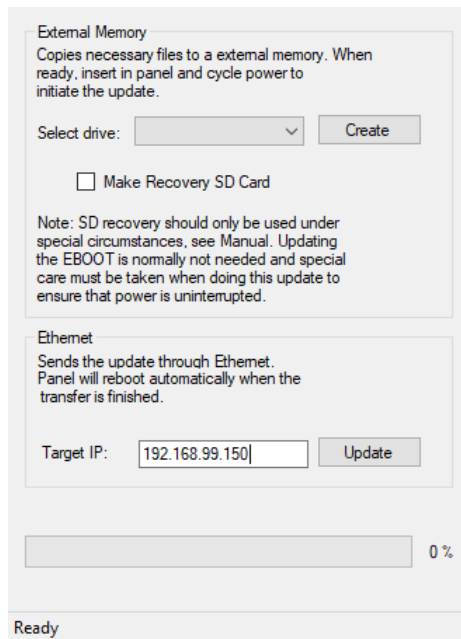 External Memory
Copies necessary files to a external memory. When
ready, insert in panel and cycle power to
initiate the update.
Select drive:
Create
Make Recovery SD Card
Note: SD recovery should only be used under
special circumstances, see Manual. Updating
the EBOOT is normally not needed and special
care must be taken when doing this update to
ensure that power is uninterrupted.
Ethernet
Sends the update through Ethernet.
Panel will reboot automatically when the
transfer is finished.
Target IP: 192.168.99.150 Update
0 %
Ready